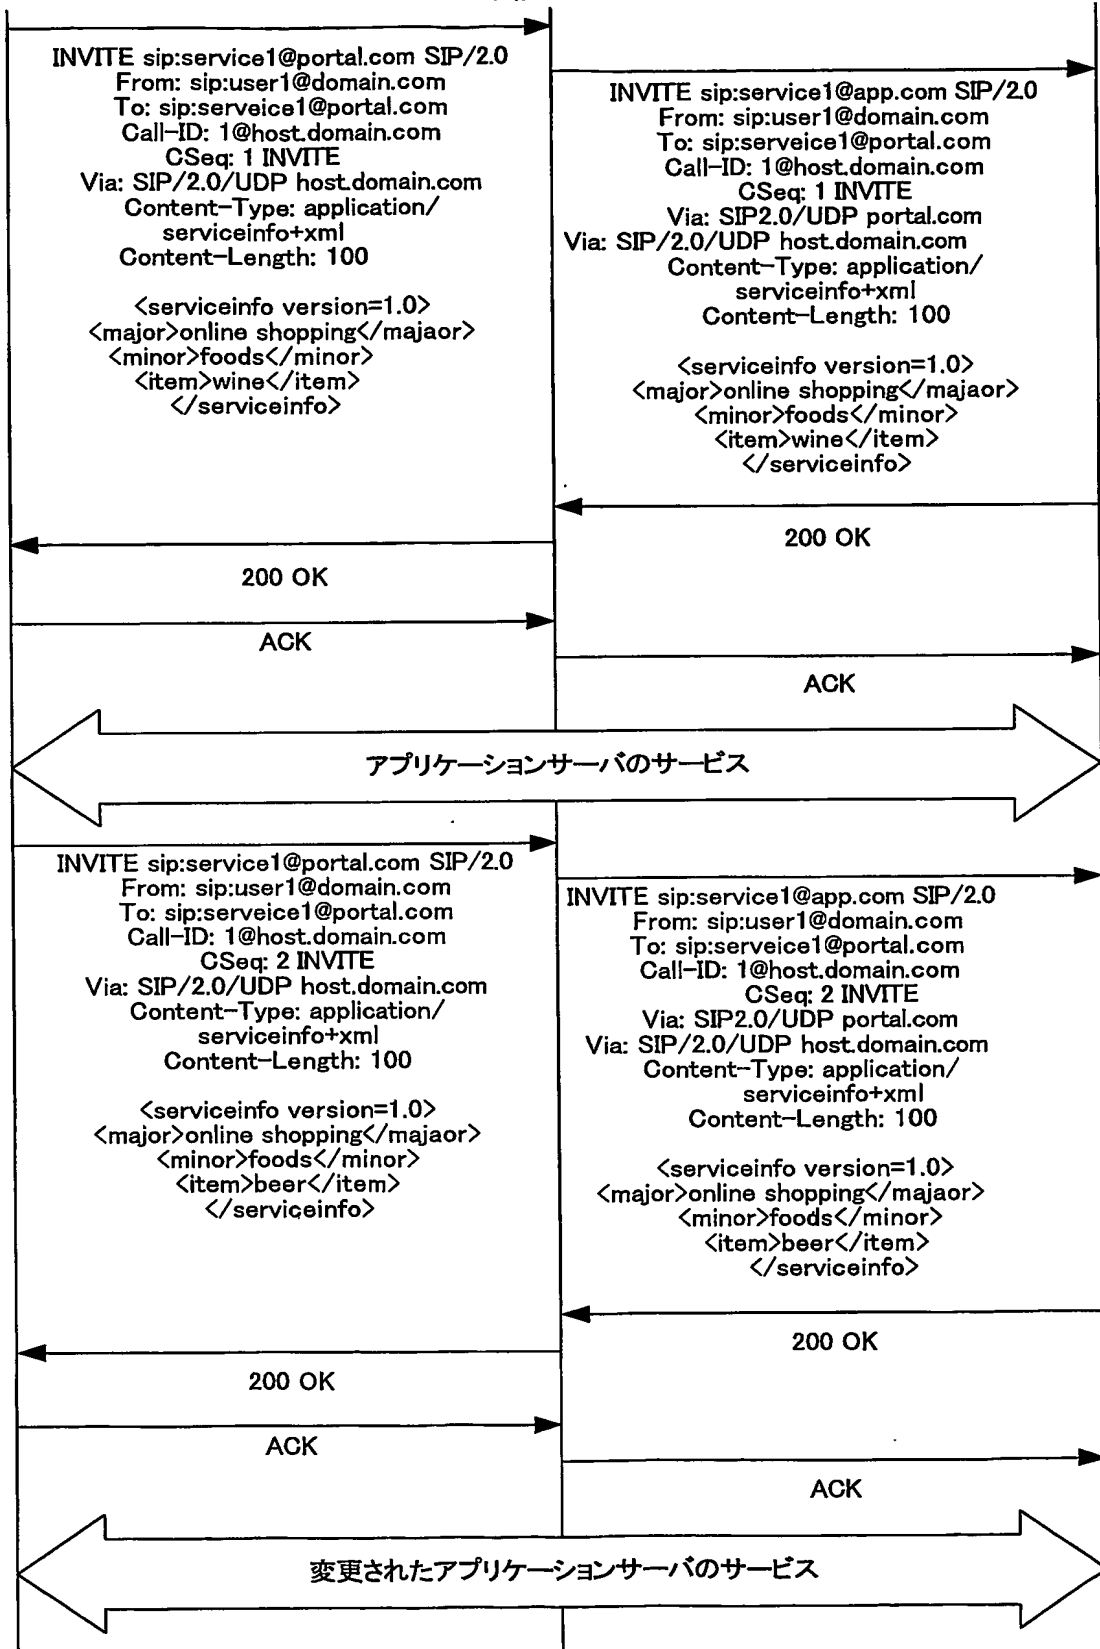 INVITE sip:service1@portal.com SIP/2.0
From: sip:user1@domain.com
To: sip:serveice1@portal.com
Call-ID: 1@host.domain.com
CSeq: 1 INVITE
Via: SIP/2.0/UDP host.domain.com
Content-Type: application/
serviceinfo+xml
Content-Length: 100
<serviceinfo version=1.0>
<major>online shopping</majaor>
<minor>foods</minor>
<item>wine</item>
</serviceinfo>
INVITE sip:service1@app.com SIP/2.0
From: sip:user1@domain.com
To: sip:serveice1@portal.com
Call-ID: 1@host.domain.com
CSeq: 1 INVITE
Via: SIP2.0/UDP portal.com
Via: SIP/2.0/UDP host.domain.com
Content-Type: application/
serviceinfo+xml
Content-Length: 100
<serviceinfo version=1.0>
<major>online shopping</majaor>
<minor>foods</minor>
<item>wine</item>
</serviceinfo>
200 OK
200 OK
ACK
ACK
アプリケーションサーバのサービス
INVITE sip:service1@portal.com SIP/2.0
From: sip:user1@domain.com
To: sip:serveice1@portal.com
Call-ID: 1@host.domain.com
CSeq: 2 INVITE
Via: SIP/2.0/UDP host.domain.com
Content-Type: application/
serviceinfo+xml
Content-Length: 100
<serviceinfo version=1.0>
<major>online shopping</majaor>
<minor>foods</minor>
<item>beer</item>
</serviceinfo>
INVITE sip:service1@app.com SIP/2.0
From: sip:user1@domain.com
To: sip:serveice1@portal.com
Call-ID: 1@host.domain.com
CSeq: 2 INVITE
Via: SIP2.0/UDP portal.com
Via: SIP/2.0/UDP host.domain.com
Content-Type: application/
serviceinfo+xml
Content-Length: 100
<serviceinfo version=1.0>
<major>online shopping</majaor>
<minor>foods</minor>
<item>beer</item>
</serviceinfo>
200 OK
200 OK
ACK
ACK
変更されたアプリケーションサーバのサービス